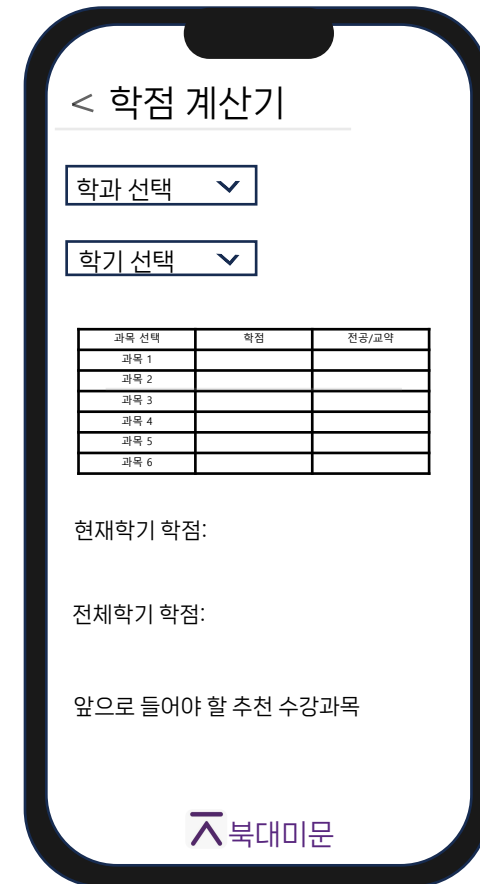 < 학점 계산기
학과 선택
학기 선택
과목 선택 학점 전공/교약
과목 1
과목 2
과목 3
과목 4
과목 5
과목 6
현재학기 학점:
전체학기 학점:
앞으로 들어야 할 추천 수강과목
북대미문